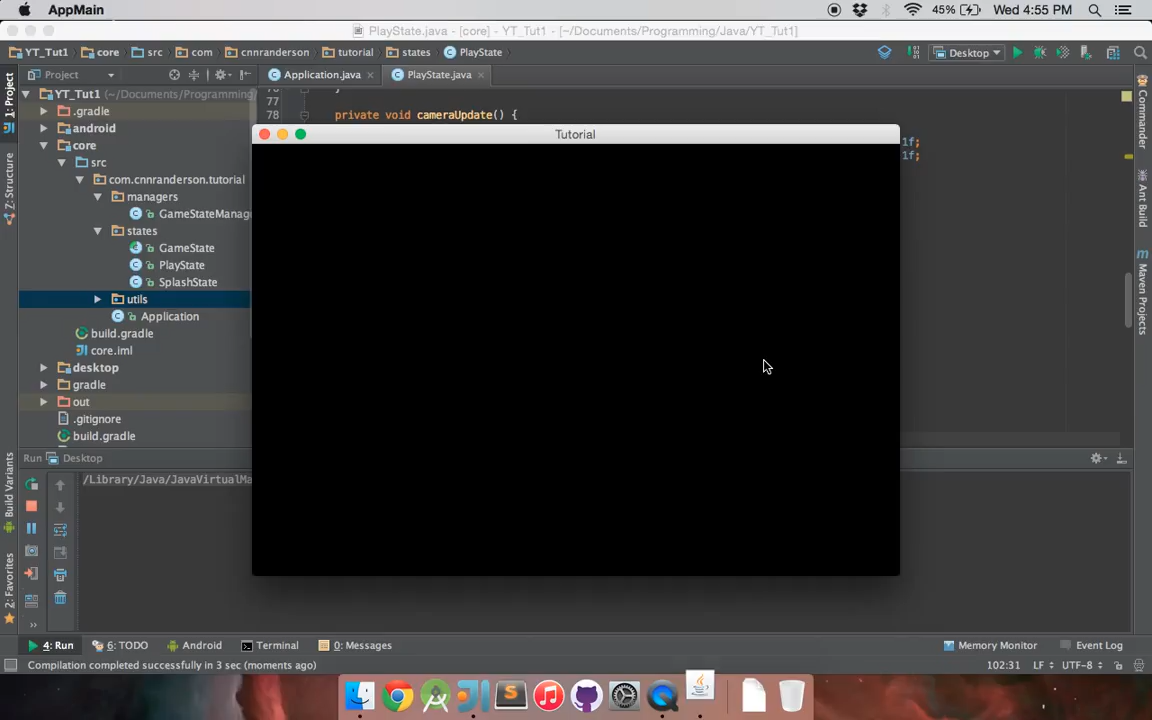 AppMain
45%
Wed 4:55 PM
PlayState.java - [core] - YT_Tut1 - [~/Documents/Programming/Java/YT_Tut1]
YT_Tut1
core
src
com
cnnranderson
tutorial
states
PlayState
Desktop
Project
Application.java
PlayState.java
1: Project
YT_Tut1 (~/Documents/Programming/
.gradle
android
core
src
com.cnnranderson.tutorial
managers
GameStateManag
states
GameState
PlayState
SplashState
utils
Application
build.gradle
core.iml
desktop
gradle
out
.gitignore
build.gradle
Z: Structure
Build Variants
2: Favorites
77
78
private void cameraUpdate() {
1f;
1f;
Tutorial
Commander
Ant Build
m
Maven Projects
Run
Desktop
/Library/Java/JavaVirtualMa
4: Run
6: TODO
Android
Terminal
0: Messages
Memory Monitor
Event Log
Compilation completed successfully in 3 sec (moments ago)
102:31
LF
UTF-8